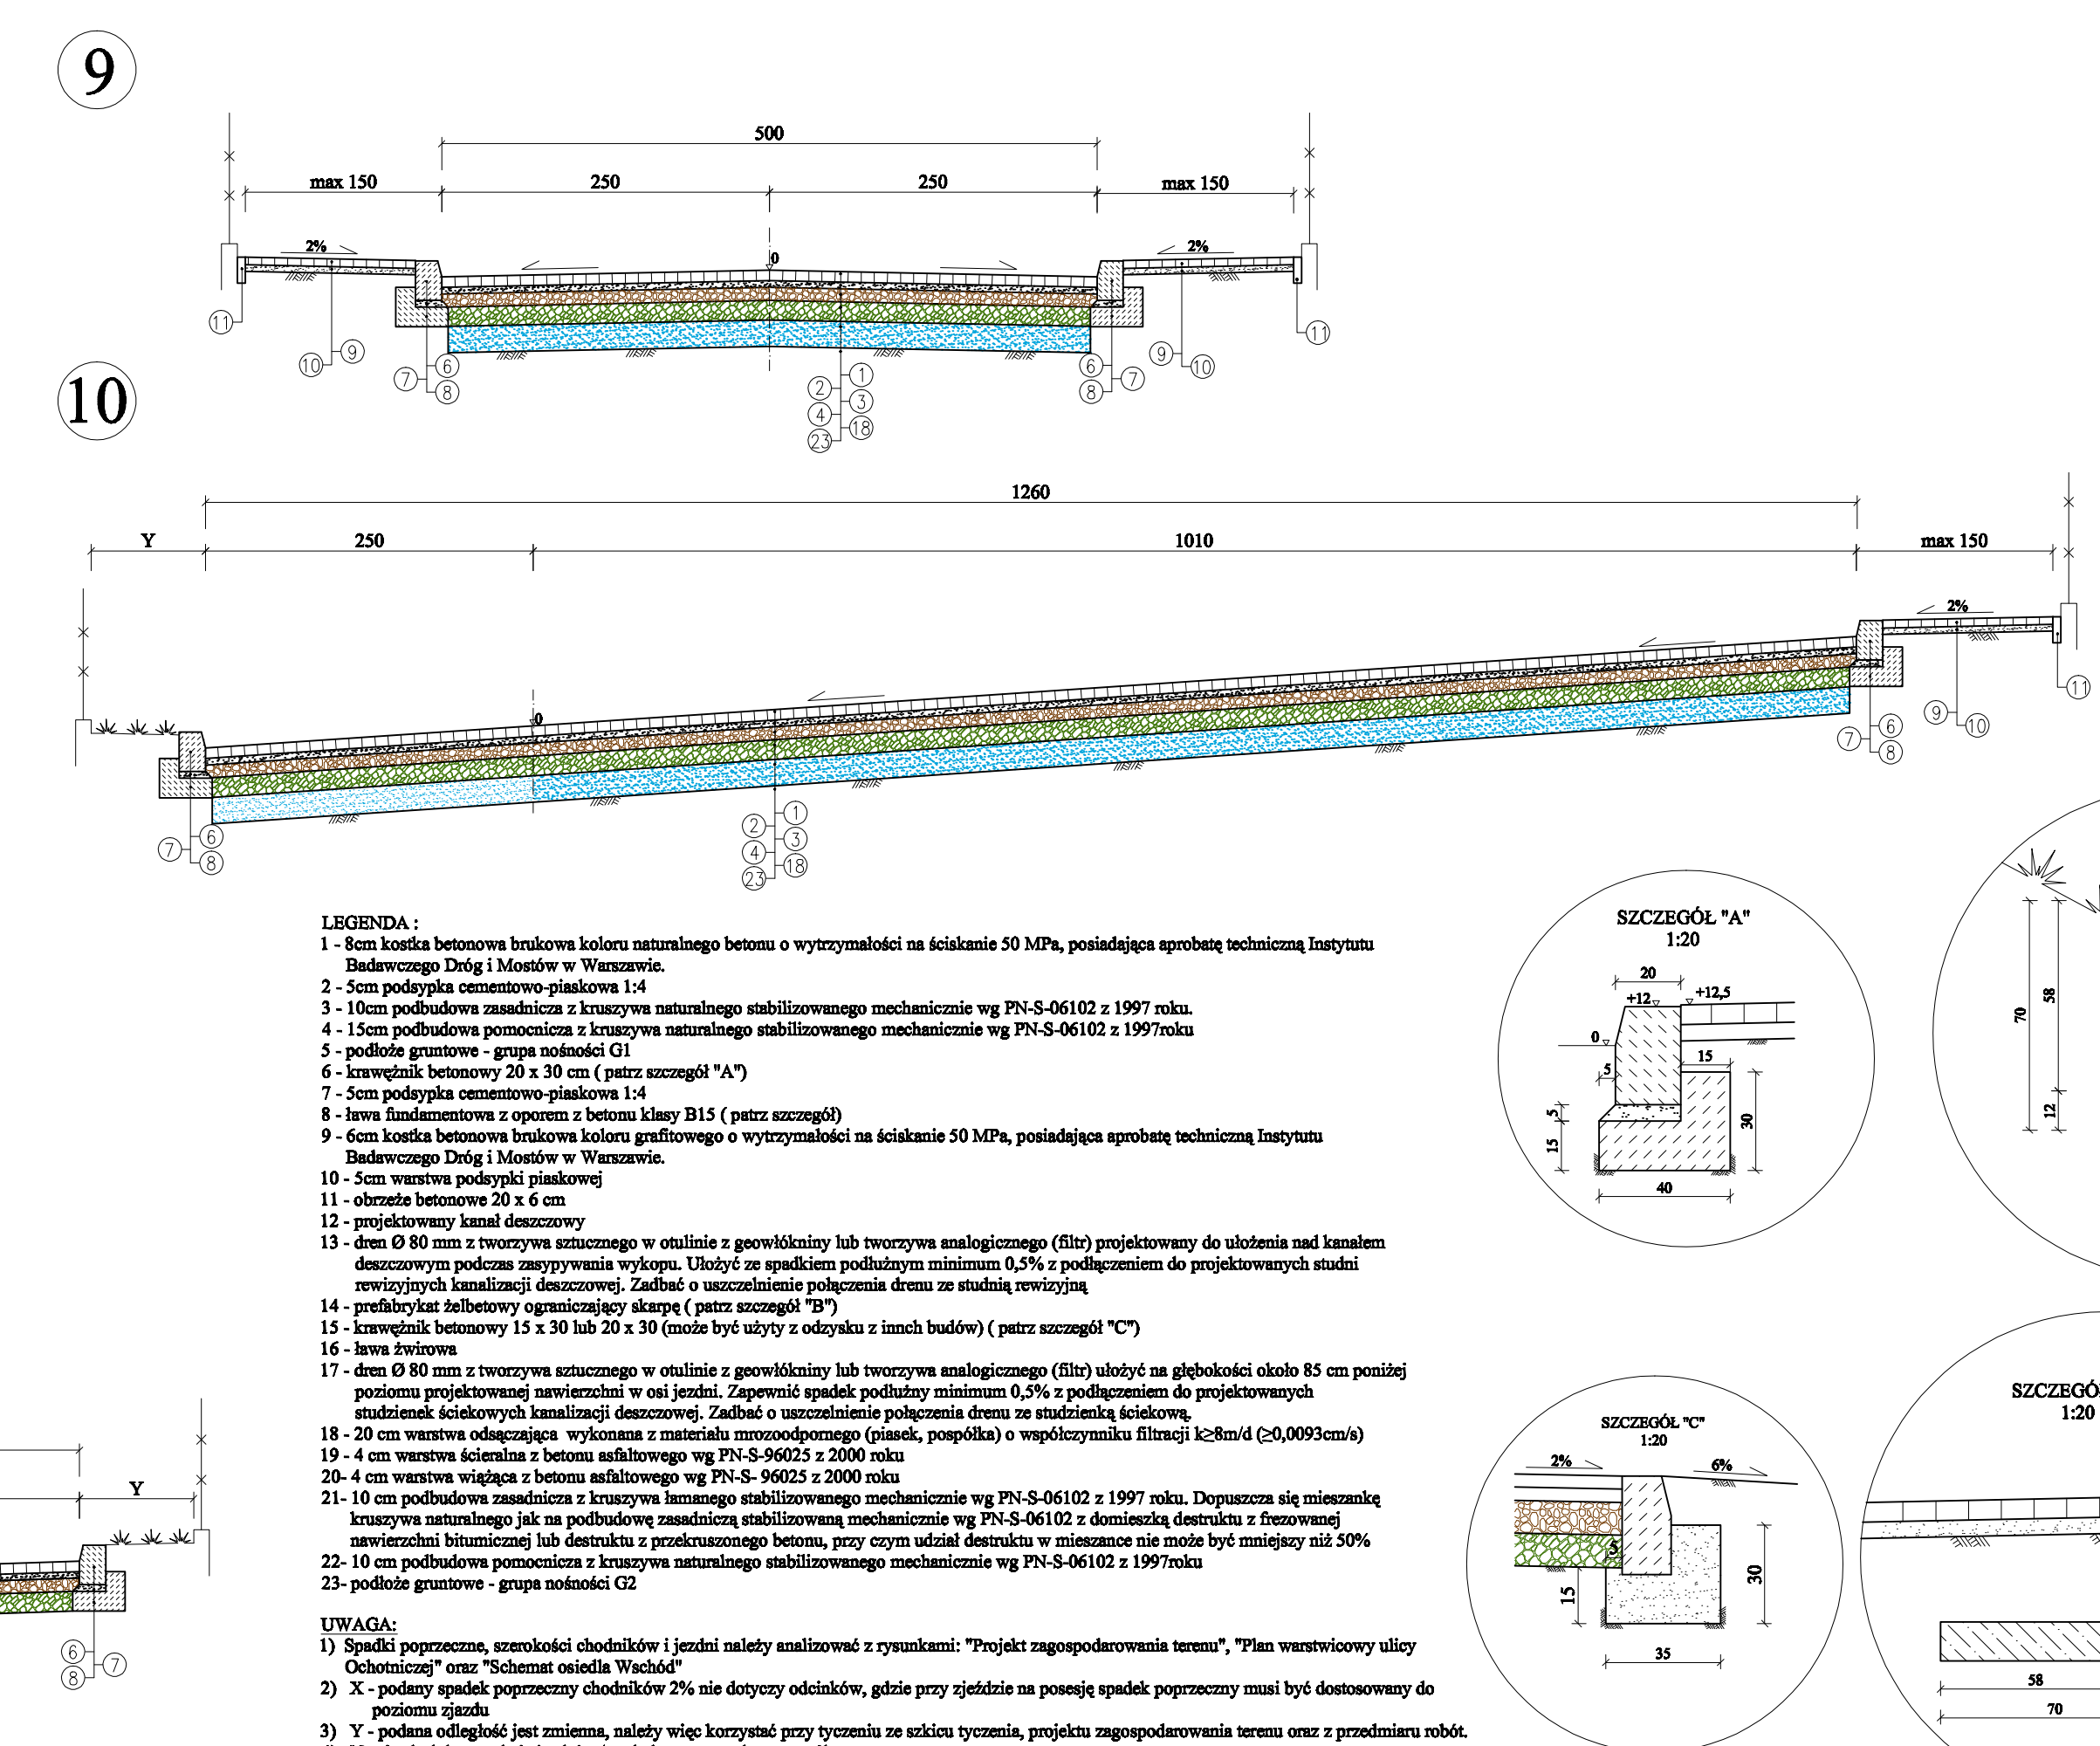 9
500
max 150
250
250
max 150
2%
0
2%
11
10
9
7
6
8
2
1
4
3
23
18
6
8
7
9
10
11
10
1260
Y
250
1010
max 150
2%
0
7
6
8
2
1
4
3
23
18
7
6
8
9
10
11
LEGENDA :
1 - 8cm kostka betonowa brukowa koloru naturalnego betonu o wytrzymałości na ściskanie 50 MPa, posiadająca aprobatę techniczną Instytutu
Badawczego Dróg i Mostów w Warszawie.
2 - 5cm podsypka cementowo-piaskowa 1:4
3 - 10cm podbudowa zasadnicza z kruszywa naturalnego stabilizowanego mechanicznie wg PN-S-06102 z 1997 roku.
4 - 15cm podbudowa pomocnicza z kruszywa naturalnego stabilizowanego mechanicznie wg PN-S-06102 z 1997roku
5 - podłoże gruntowe - grupa nośności G1
6 - krawężnik betonowy 20 x 30 cm ( patrz szczegół "A")
7 - 5cm podsypka cementowo-piaskowa 1:4
8 - ława fundamentowa z oporem z betonu klasy B15 ( patrz szczegół)
9 - 6cm kostka betonowa brukowa koloru grafitowego o wytrzymałości na ściskanie 50 MPa, posiadająca aprobatę techniczną Instytutu
Badawczego Dróg i Mostów w Warszawie.
10 - 5cm warstwa podsypki piaskowej
11 - obrzeże betonowe 20 x 6 cm
12 - projektowany kanał deszczowy
13 - dren Ø 80 mm z tworzywa sztucznego w otulinie z geowłókniny lub tworzywa analogicznego (filtr) projektowany do ułożenia nad kanałem
deszczowym podczas zasypywania wykopu. Ułożyć ze spadkiem podłużnym minimum 0,5% z podłączeniem do projektowanych studni
rewizyjnych kanalizacji deszczowej. Zadbać o uszczelnienie połączenia drenu ze studnią rewizyjną
14 - prefabrykat żelbetowy ograniczający skarpę ( patrz szczegół "B")
15 - krawężnik betonowy 15 x 30 lub 20 x 30 (może być użyty z odzysku z innch budów) ( patrz szczegół "C")
16 - ława żwirowa
17 - dren Ø 80 mm z tworzywa sztucznego w otulinie z geowłókniny lub tworzywa analogicznego (filtr) ułożyć na głębokości około 85 cm poniżej
poziomu projektowanej nawierzchni w osi jezdni. Zapewnić spadek podłużny minimum 0,5% z podłączeniem do projektowanych
studzienek ściekowych kanalizacji deszczowej. Zadbać o uszczelnienie połączenia drenu ze studzienką ściekową.
18 - 20 cm warstwa odsączająca wykonana z materiału mrozoodpornego (piasek, pospółka) o współczynniku filtracji k≥8m/d (≥0,0093cm/s)
19 - 4 cm warstwa ścieralna z betonu asfaltowego wg PN-S-96025 z 2000 roku
20- 4 cm warstwa wiążąca z betonu asfaltowego wg PN-S- 96025 z 2000 roku
21- 10 cm podbudowa zasadnicza z kruszywa łamanego stabilizowanego mechanicznie wg PN-S-06102 z 1997 roku. Dopuszcza się mieszankę
kruszywa naturalnego jak na podbudowę zasadniczą stabilizowaną mechanicznie wg PN-S-06102 z domieszką destruktu z frezowanej
nawierzchni bitumicznej lub destruktu z przekruszonego betonu, przy czym udział destruktu w mieszance nie może być mniejszy niż 50%
22- 10 cm podbudowa pomocnicza z kruszywa naturalnego stabilizowanego mechanicznie wg PN-S-06102 z 1997roku
23- podłoże gruntowe - grupa nośności G2
UWAGA:
1) Spadki poprzeczne, szerokości chodników i jezdni należy analizować z rysunkami: "Projekt zagospodarowania terenu", "Plan warstwicowy ulicy
Ochotniczej" oraz "Schemat osiedla Wschód"
2) X - podany spadek poprzeczny chodników 2% nie dotyczy odcinków, gdzie przy zjeździe na posesję spadek poprzeczny musi być dostosowany do
poziomu zjazdu
3) Y - podana odległość jest zmienna, należy więc korzystać przy tyczeniu ze szkicu tyczenia, projektu zagospodarowania terenu oraz z przedmiaru robót.
Y
6
8
7
SZCZEGÓŁ "A"
1:20
20
+12
+12,5
0
15
5
5
15
30
40
70
58
12
SZCZEGÓŁ "C"
1:20
2%
6%
5
15
30
35
SZCZEGÓ
1:20
58
70